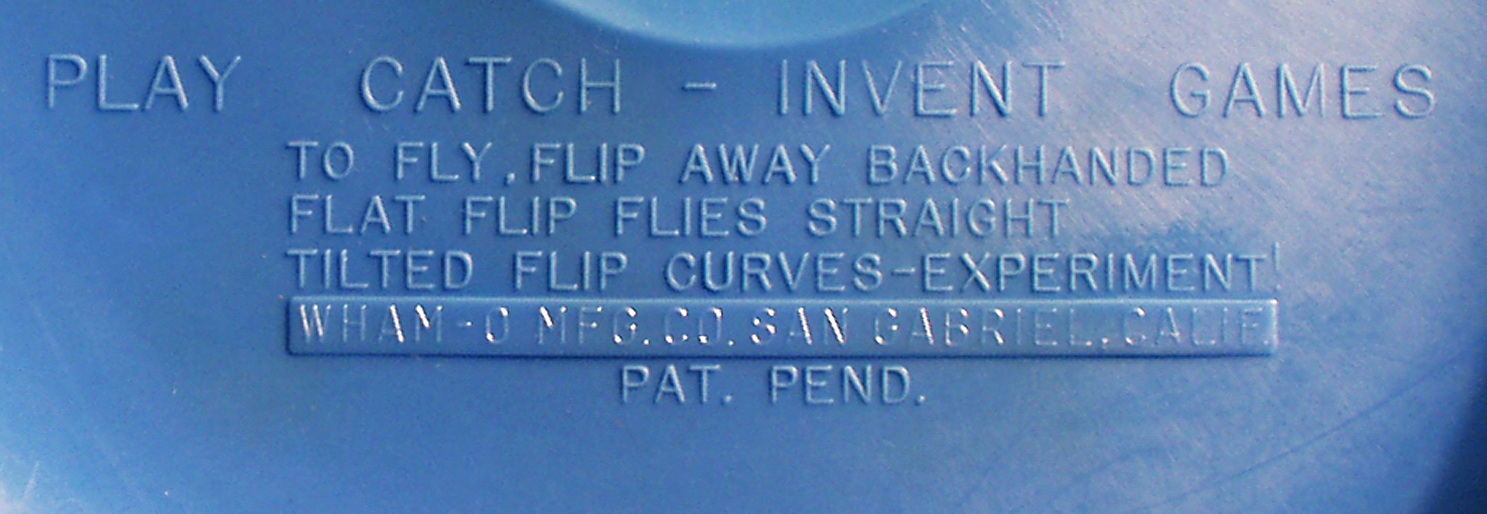 PLAY CATCH - INVENT GAMES
TO FLY, FLIP AWAY BACKHANDED
FLAT FLIP FLIES STRAIGHT
TILTED FLIP CURVES-EXPERIMENT!
WHAM-O MFG. CO. SAN GABRIEL, CALIF.
PAT. PEND.